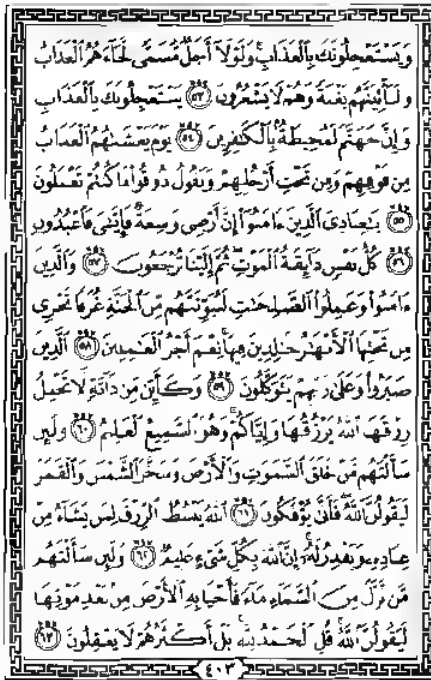 وَيَسْتَعْجِلُونَكَ بِالْعَذَابِ وَلَوْلَا أَجَلٌ مُّسَمًّى لَّجَاءَهُمُ الْعَذَابُ
وَلَيَأْتِيَنَّهُم بَغْتَةً وَهُمْ لَا يَشْعُرُونَ ٥٣ يَسْتَعْجِلُونَكَ بِالْعَذَابِ
وَإِنَّ جَهَنَّمَ لَمُحِيطَةٌ بِالْكَافِرِينَ ٥٤ يَوْمَ يَغْشَاهُمُ الْعَذَابُ
مِن فَوْقِهِمْ وَمِن تَحْتِ أَرْجُلِهِمْ وَيَقُولُ ذُوقُوا مَا كُنتُمْ تَعْمَلُونَ
٥٥ يَاعِبَادِيَ الَّذِينَ ءَامَنُوا إِنَّ أَرْضِي وَاسِعَةٌ فَإِيَّايَ فَاعْبُدُونِ
٥٦ كُلُّ نَفْسٍ ذَائِقَةُ الْمَوْتِ ثُمَّ إِلَيْنَا تُرْجَعُونَ ٥٧ وَالَّذِينَ
ءَامَنُوا وَعَمِلُوا الصَّالِحَاتِ لَنُبَوِّئَنَّهُم مِّنَ الْجَنَّةِ غُرَفًا تَجْرِي
مِن تَحْتِهَا الْأَنْهَارُ خَالِدِينَ فِيهَا نِعْمَ أَجْرُ الْعَامِلِينَ ٥٨ الَّذِينَ
صَبَرُوا وَعَلَى رَبِّهِمْ يَتَوَكَّلُونَ ٥٩ وَكَأَيِّن مِّن دَابَّةٍ لَّا تَحْمِلُ
رِزْقَهَا اللَّهُ يَرْزُقُهَا وَإِيَّاكُمْ وَهُوَ السَّمِيعُ الْعَلِيمُ ٦٠ وَلَئِن
سَأَلْتَهُم مَّنْ خَلَقَ السَّمَاوَاتِ وَالْأَرْضَ وَسَخَّرَ الشَّمْسَ وَالْقَمَرَ
لَيَقُولُنَّ اللَّهُ فَأَنَّى يُؤْفَكُونَ ٦١ اللَّهُ يَبْسُطُ الرِّزْقَ لِمَن يَشَاءُ مِنْ
عِبَادِهِ وَيَقْدِرُ لَهُ إِنَّ اللَّهَ بِكُلِّ شَيْءٍ عَلِيمٌ ٦٢ وَلَئِن سَأَلْتَهُم
مَّن نَّزَّلَ مِنَ السَّمَاءِ مَاءً فَأَحْيَا بِهِ الْأَرْضَ مِن بَعْدِ مَوْتِهَا
لَيَقُولُنَّ اللَّهُ قُلِ الْحَمْدُ لِلَّهِ بَلْ أَكْثَرُهُمْ لَا يَعْقِلُونَ ٦٣
٤٠٣